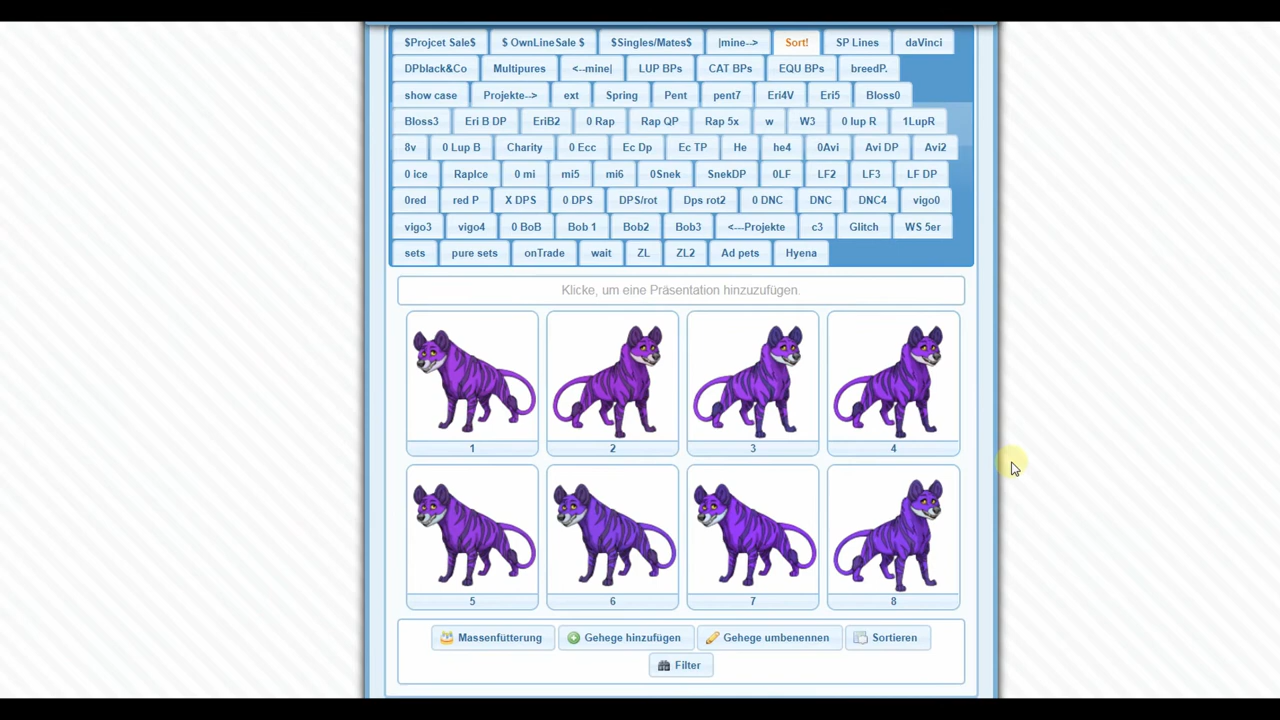 $Projcet Sale$ $ OwnLineSale $ $Singles/Mates$ |mine--> Sort! SP Lines daVinci
DPblack&Co Multipures <--mine| LUP BPs CAT BPs EQU BPs breedP.
show case Projekte--> ext Spring Pent pent7 Eri4V Eri5 Bloss0
Bloss3 Eri B DP EriB2 0 Rap Rap QP Rap 5x w W3 0 lup R 1LupR
8v 0 Lup B Charity 0 Ecc Ec Dp Ec TP He he4 0Avi Avi DP Avi2
0 ice RapIce 0 mi mi5 mi6 0Snek SnekDP 0LF LF2 LF3 LF DP
0red red P X DPS 0 DPS DPS/rot Dps rot2 0 DNC DNC DNC4 vigo0
vigo3 vigo4 0 BoB Bob 1 Bob2 Bob3 <---Projekte c3 Glitch WS 5er
sets pure sets onTrade wait ZL ZL2 Ad pets Hyena
Klicke, um eine Präsentation hinzuzufügen.
1 2 3 4
5 6 7 8
Massenfütterung Gehege hinzufügen Gehege umbenennen Sortieren
Filter